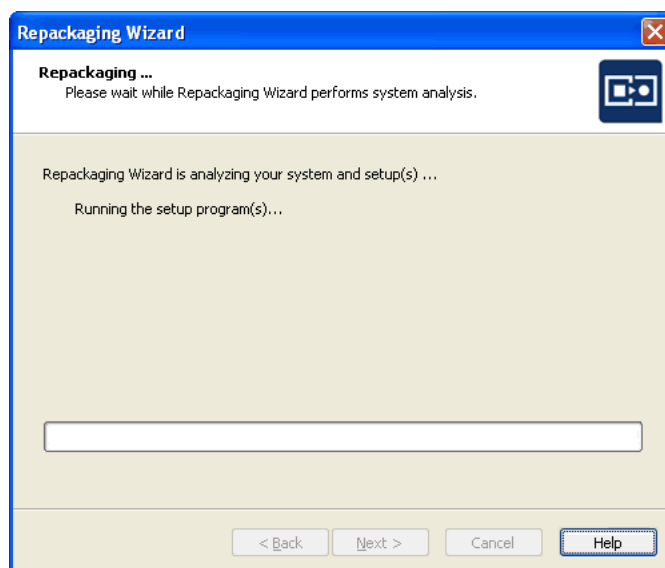 Repackaging Wizard
Repackaging ...
Please wait while Repackaging Wizard performs system analysis.
Repackaging Wizard is analyzing your system and setup(s) ...
Running the setup program(s)...
< Back Next > Cancel Help